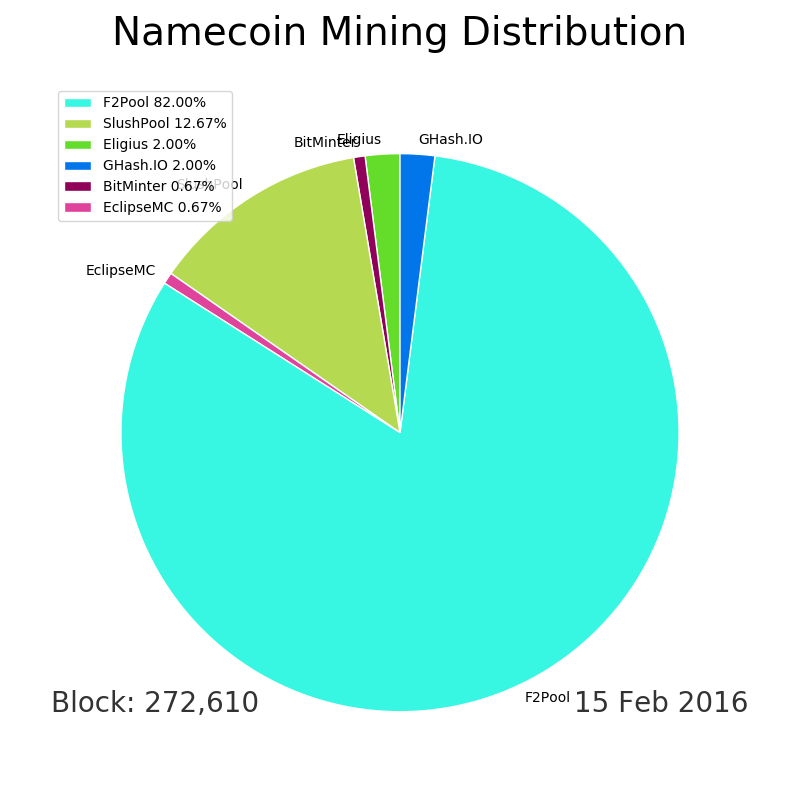 Namecoin Mining Distribution
F2Pool 82.00%
SlushPool 12.67%
Eligius 2.00%
GHash.IO 2.00%
BitMinter 0.67%
EclipseMC 0.67%
BitMinter
Eligius
GHash.IO
SlushPool
EclipseMC
F2Pool
Block: 272,610
15 Feb 2016